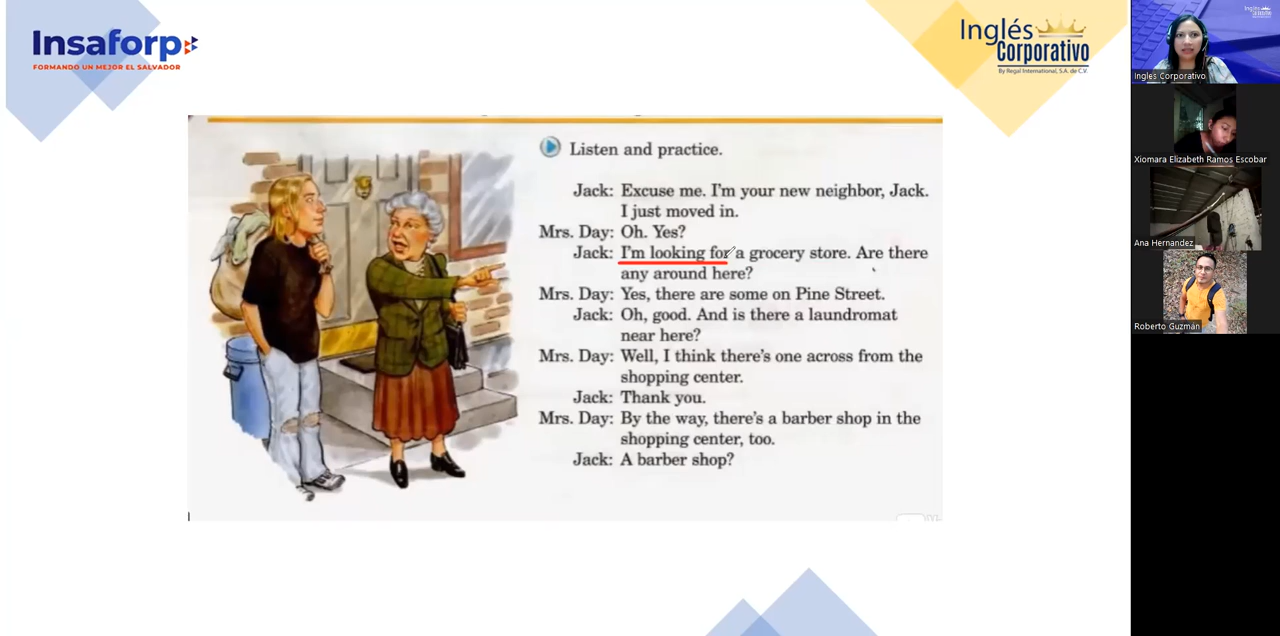 Insaforp
FORMANDO UN MEJOR EL SALVADOR
Inglés
Corporativo
By Regal International, S.A. de C.V.
Listen and practice.
Jack: Excuse me. I'm your new neighbor, Jack.
I just moved in.
Mrs. Day: Oh. Yes?
Jack: I'm looking for a grocery store. Are there
any around here?
Mrs. Day: Yes, there are some on Pine Street.
Jack: Oh, good. And is there a laundromat
near here?
Mrs. Day: Well, I think there's one across from the
shopping center.
Jack: Thank you.
Mrs. Day: By the way, there's a barber shop in the
shopping center, too.
Jack: A barber shop?
Ingles Corporativo
Xiomara Elizabeth Ramos Escobar
Ana Hernandez
Roberto Guzmán